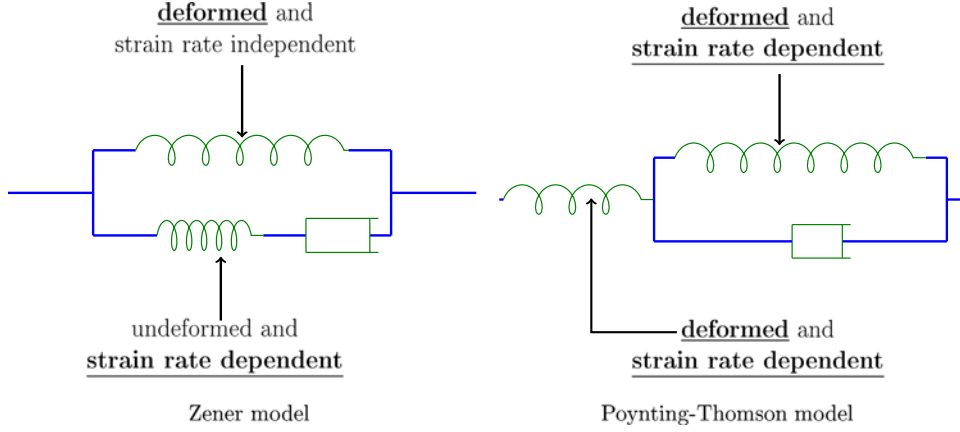 deformed and
strain rate independent
undeformed and
strain rate dependent
Zener model
deformed and
strain rate dependent
deformed and
strain rate dependent
Poynting-Thomson model